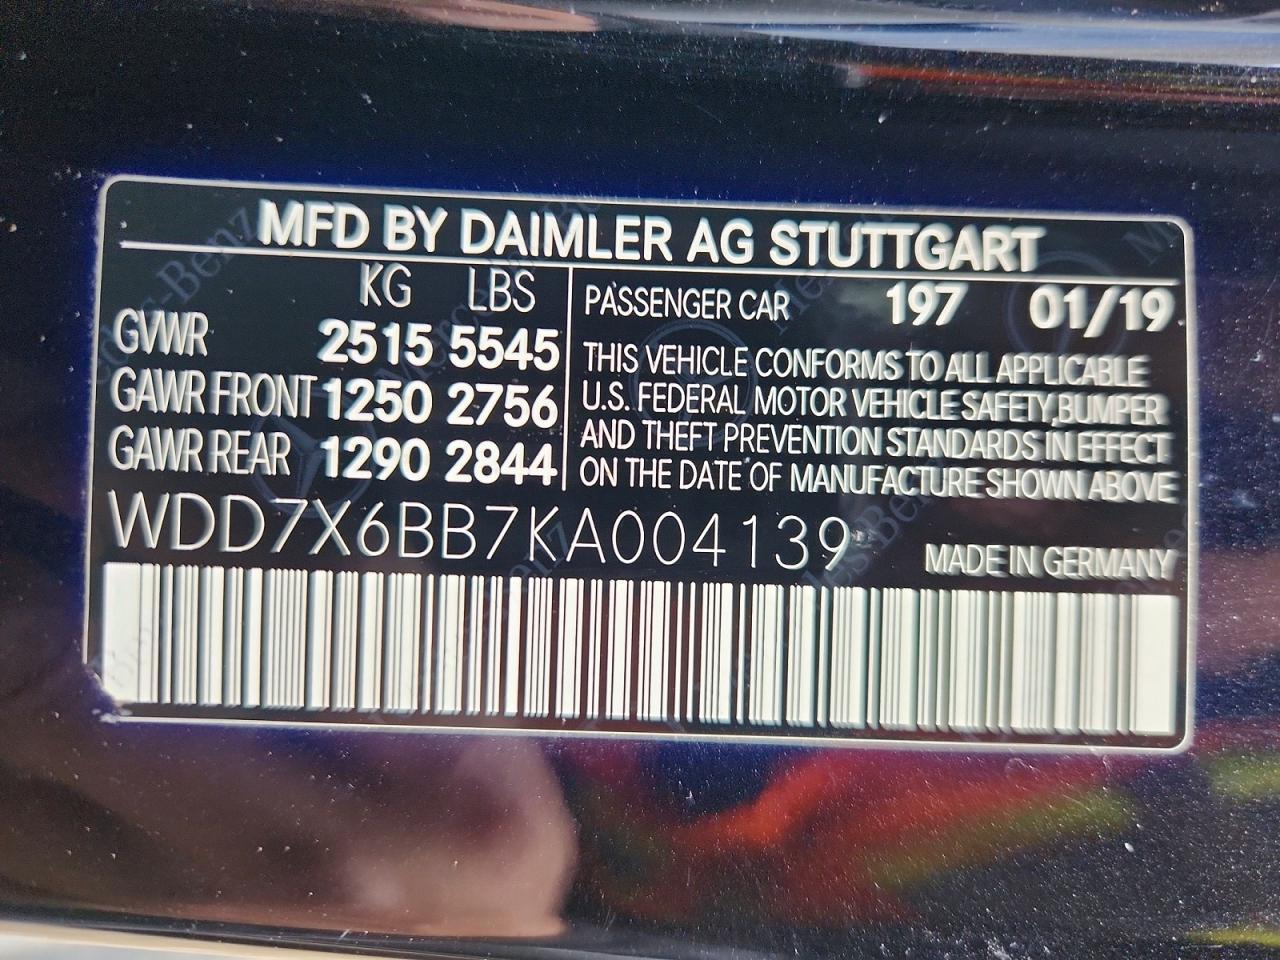 MFD BY DAIMLER AG STUTTGART
KG LBS
GVWR 2515 5545
GAWR FRONT 1250 2756
GAWR REAR 1290 2844
PASSENGER CAR 197 01/19
THIS VEHICLE CONFORMS TO ALL APPLICABLE
U.S. FEDERAL MOTOR VEHICLE SAFETY,BUMPER
AND THEFT PREVENTION STANDARDS IN EFFECT
ON THE DATE OF MANUFACTURE SHOWN ABOVE
WDD7X6BB7KA004139
MADE IN GERMANY